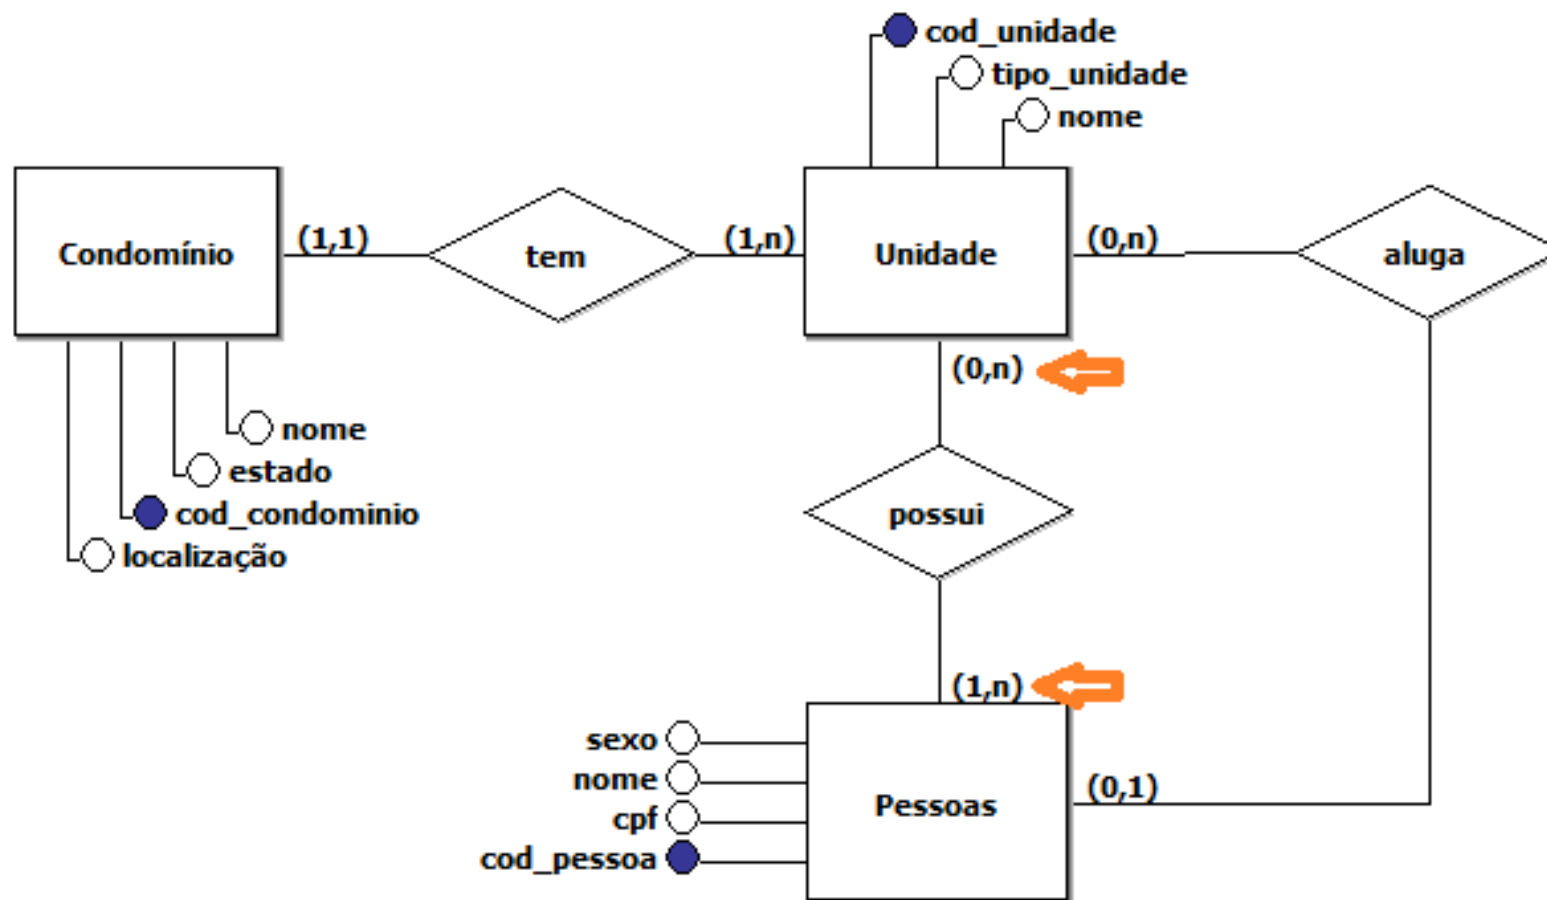 cod_unidade
tipo_unidade
nome
Condomínio
(1,1)
tem
(1,n)
Unidade
(0,n)
aluga
(0,n)
nome
estado
cod_condominio
localização
possui
(1,n)
sexo
nome
cpf
cod_pessoa
Pessoas
(0,1)